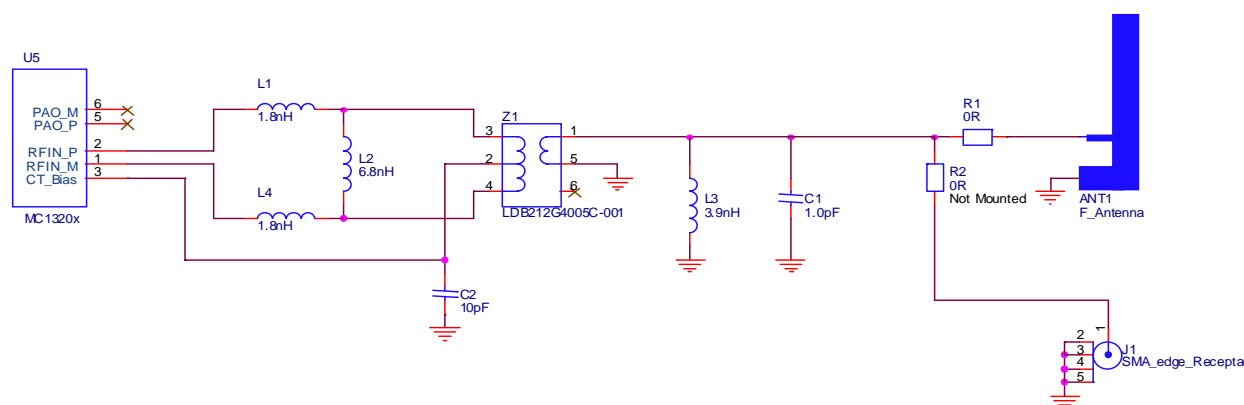 U5
PAO_M
6
PAO_P
5
RFIN_P
2
RFIN_M
1
CT_Bias
3
MC1320x
L1
1.8nH
L2
6.8nH
L4
1.8nH
C2
10pF
Z1
3
2
4
1
5
6
LDB212G4005C-001
L3
3.9nH
C1
1.0pF
R1
0R
R2
0R
Not Mounted
ANT1
F_Antenna
1
2
3
4
5
J1
SMA_edge_Recepta